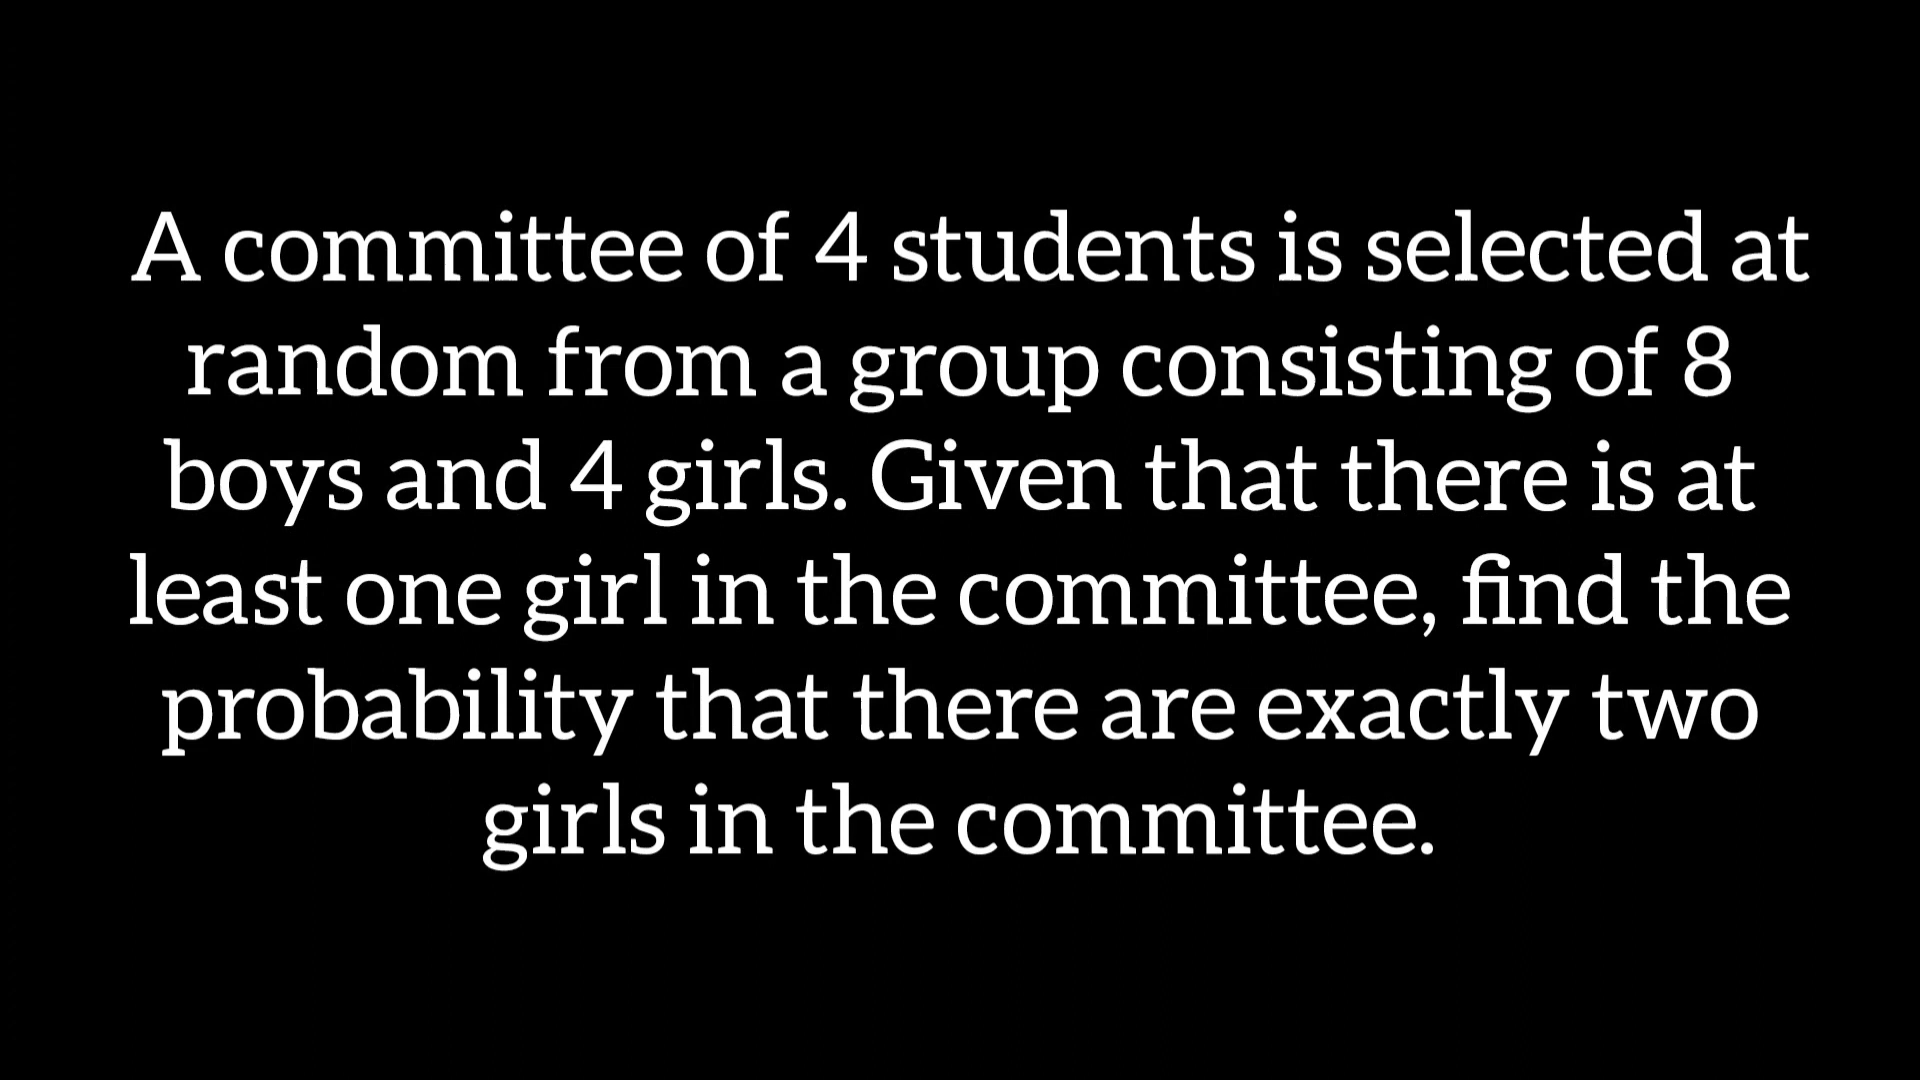 A committee of 4 students is selected at
random from a group consisting of 8
boys and 4 girls. Given that there is at
least one girl in the committee, find the
probability that there are exactly two
girls in the committee.